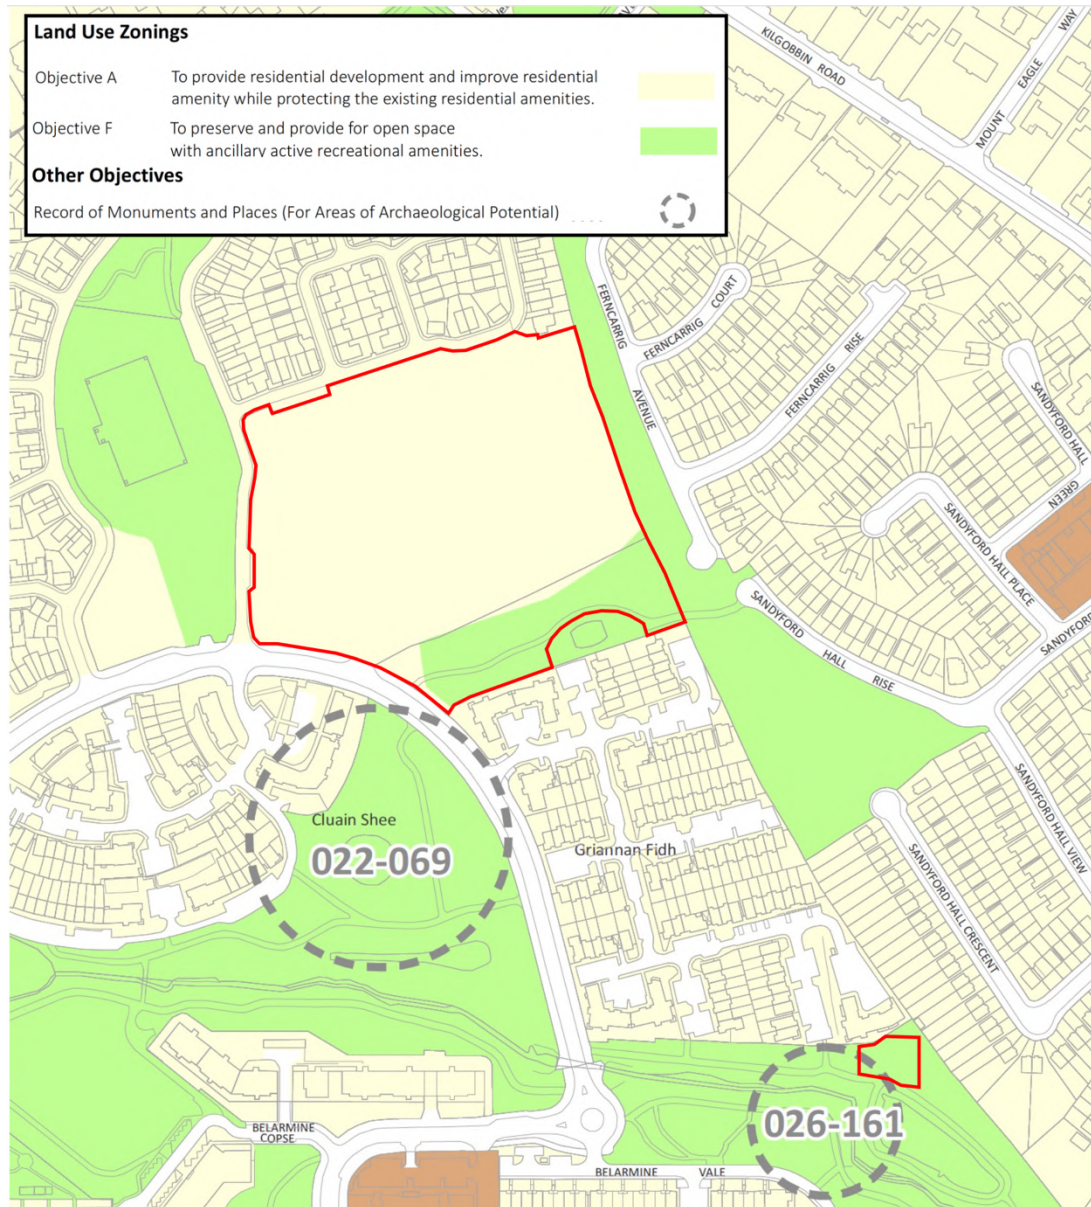 Land Use Zonings
Objective A To provide residential development and improve residential
amenity while protecting the existing residential amenities.
Objective F To preserve and provide for open space
with ancillary active recreational amenities.
Other Objectives
Record of Monuments and Places (For Areas of Archaeological Potential) . . . .
KILGOBBIN ROAD
MOUNT EAGLE WAY
FERNCARRIG AVENUE
FERNCARRIG COURT
FERNCARRIG RISE
SANDYFORD HALL GREEN
SANDYFORD HALL PLACE
SANDYFORD
SANDYFORD HALL RISE
SANDYFORD HALL VIEW
SANDYFORD HALL CRESCENT
Cluain Shee
022-069
Griannan Fidh
026-161
BELARMINE
COPSE
BELARMINE VALE